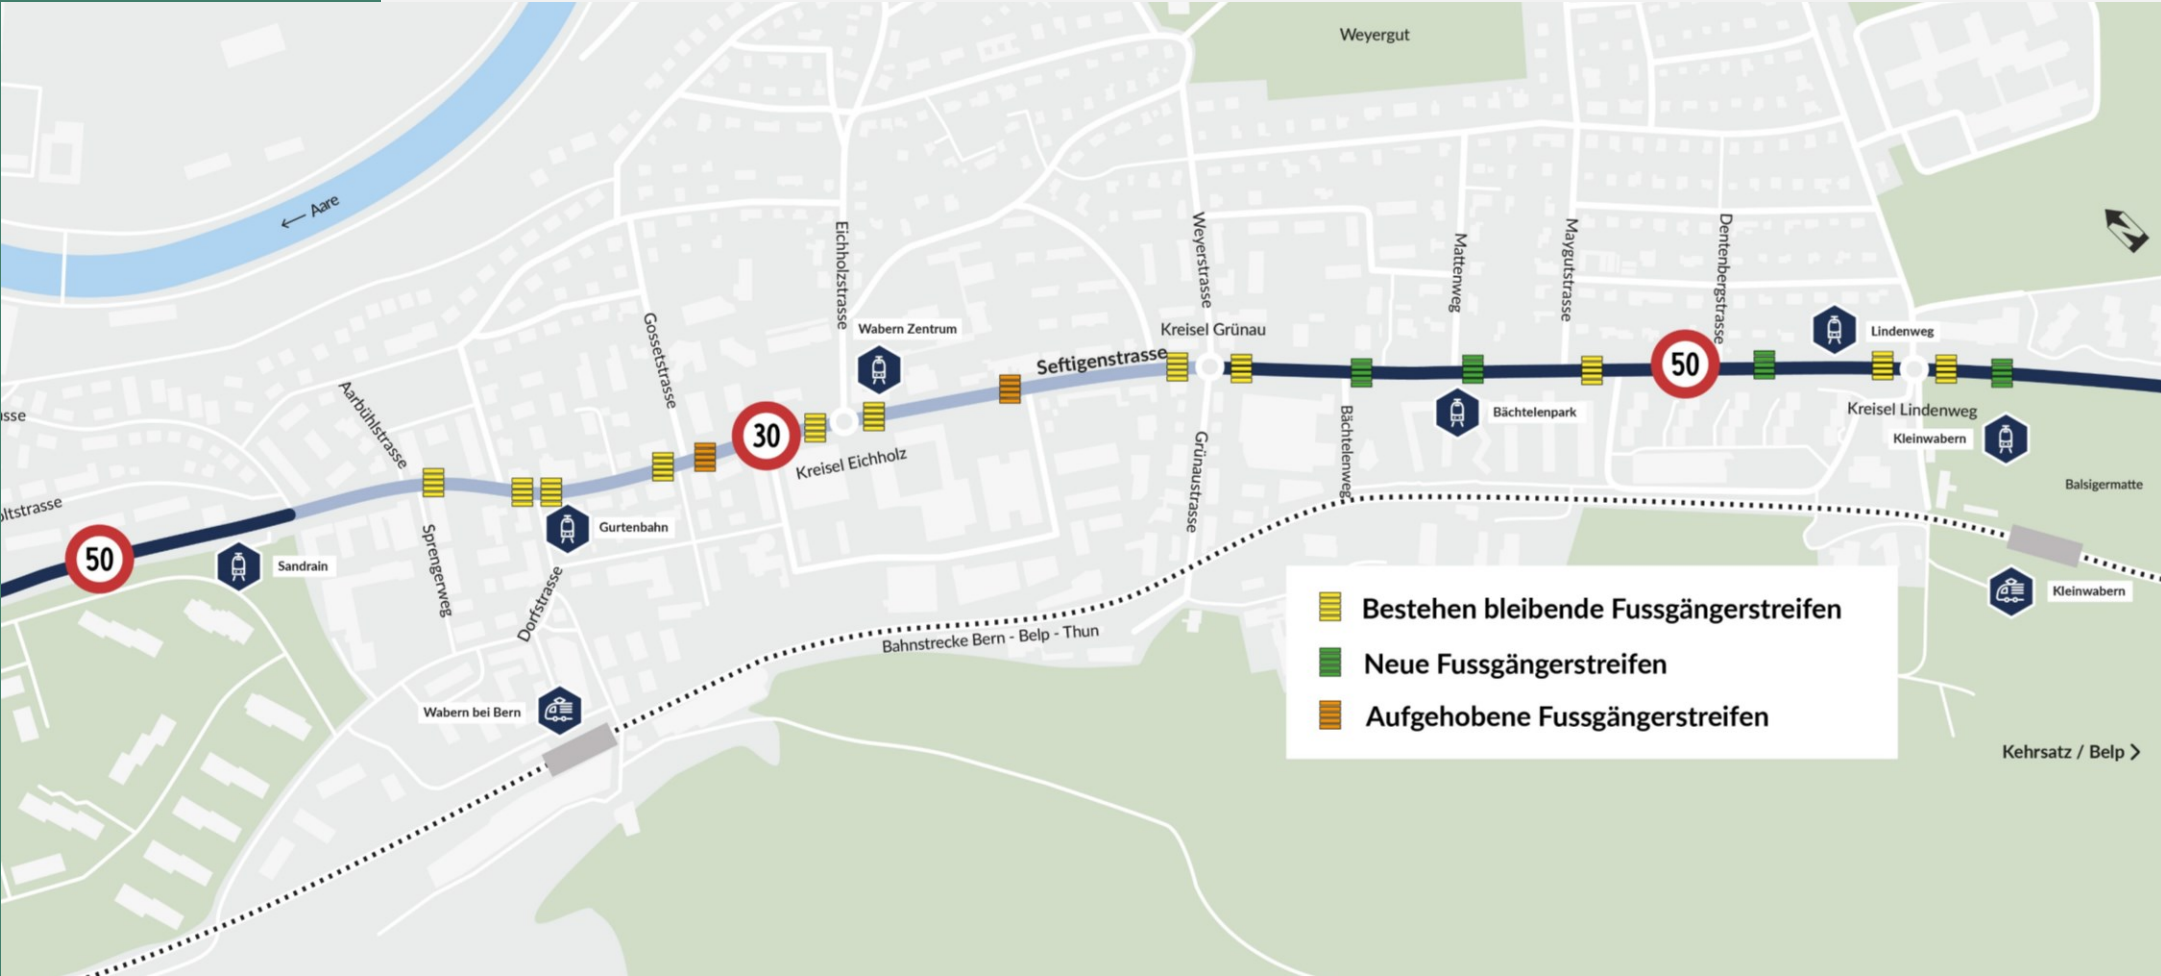 Weyergut
← Aare
Eichholzstrasse
Weyerstrasse
Mattenweg
Maygutstrasse
Dentenbergstrasse
Gossetstrasse
Wabern Zentrum
Kreisel Grünau
Lindenweg
Seftigenstrasse
50
Aarbühlstrasse
30
Kreisel Eichholz
Bächtelenweg
Bächtelenpark
Kreisel Lindenweg
Kleinwabern
Grünaustrasse
Balsigermatte
50
Sandrain
Sprengerweg
Gurtenbahn
Dorfstrasse
Kleinwabern
Bahnstrecke Bern - Belp - Thun
Wabern bei Bern
Bestehen bleibende Fussgängerstreifen
Neue Fussgängerstreifen
Aufgehobene Fussgängerstreifen
Kehrsatz / Belp >